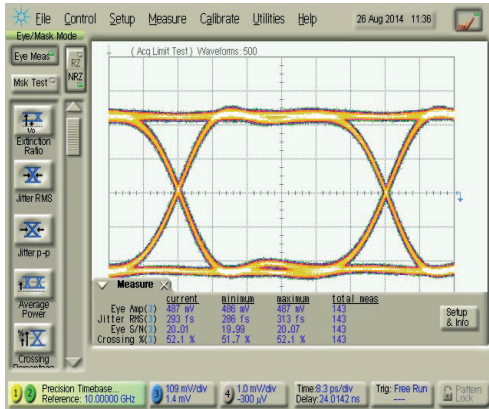 File Control Setup Measure Calibrate Utilities Help 26 Aug 2014 11:36
Eye/Mask Mode
Eye Meas
RZ
NRZ
Msk Test
( Acq Limit Test ) Waveforms: 500
Extinction
Ratio
Jitter RMS
Jitter p-p
Average
Power
Crossing
Percentage
Measure
current minimum maximum total meas
Eye Amp(3) 487 mV 486 mV 487 mV 143
Jitter RMS(3) 293 fs 286 fs 313 fs 143
Eye S/N(3) 20.01 19.99 20.07 143
Crossing %(3) 52.1 % 51.7 % 52.1 % 143
Setup
& Info
1 2 Precision Timebase...
Reference: 10.00000 GHz
3 109 mV/div
1.4 mV
4 1.0 mV/div
-300 µV
Time:8.3 ps/div
Delay:24.0142 ns
Trig: Free Run
---
Pattern
Lock